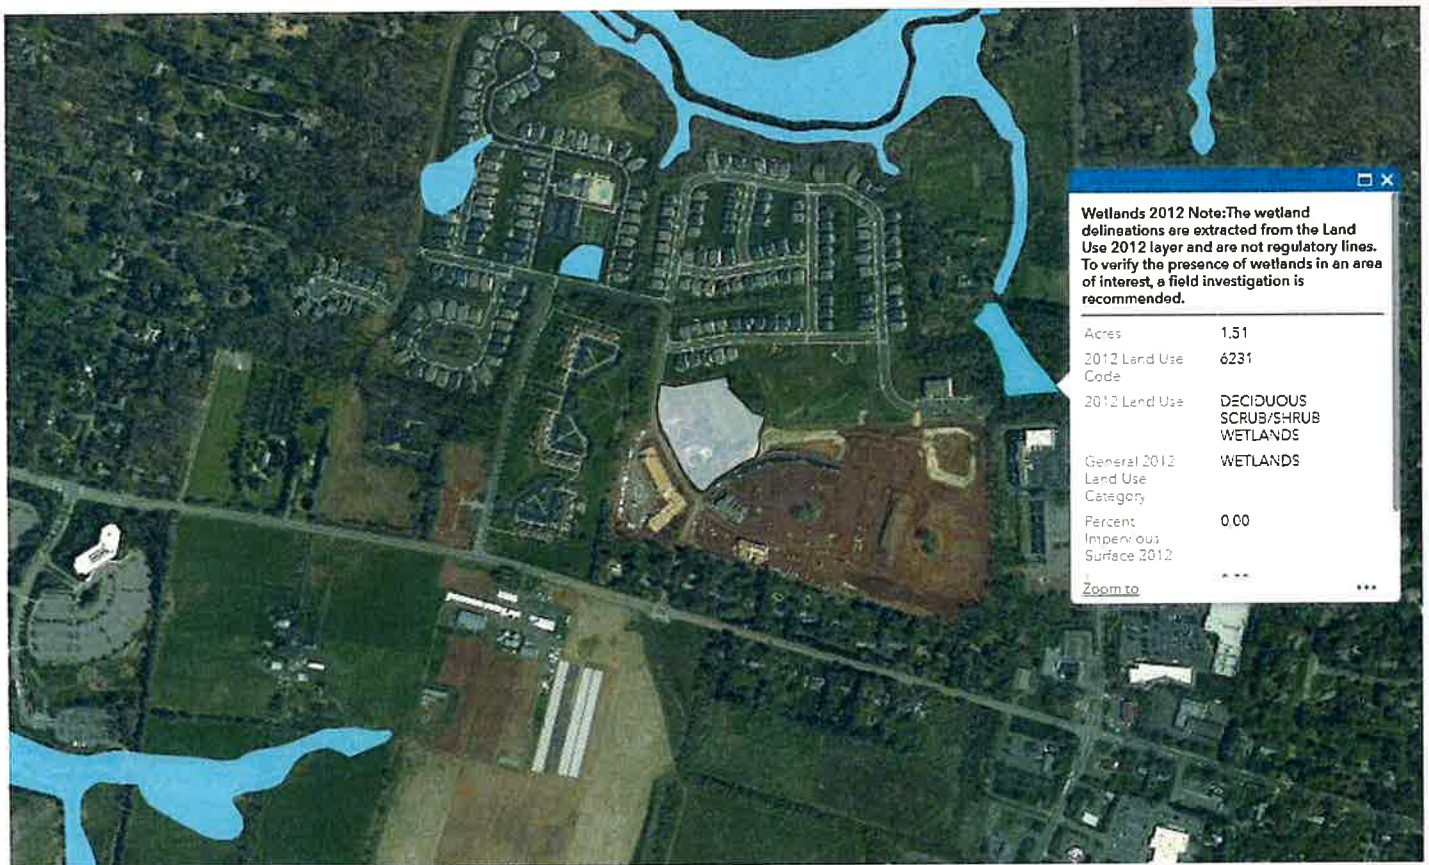 Wetlands 2012 Note:The wetland
delineations are extracted from the Land
Use 2012 layer and are not regulatory lines.
To verify the presence of wetlands in an area
of interest, a field investigation is
recommended.
Acres 1.51
2012 Land Use 6231
Code
2012 Land Use DECIDUOUS
SCRUB/SHRUB
WETLANDS
General 2012 WETLANDS
Land Use
Category
Percent 0.00
Impervious
Surface 2012
Zoom to